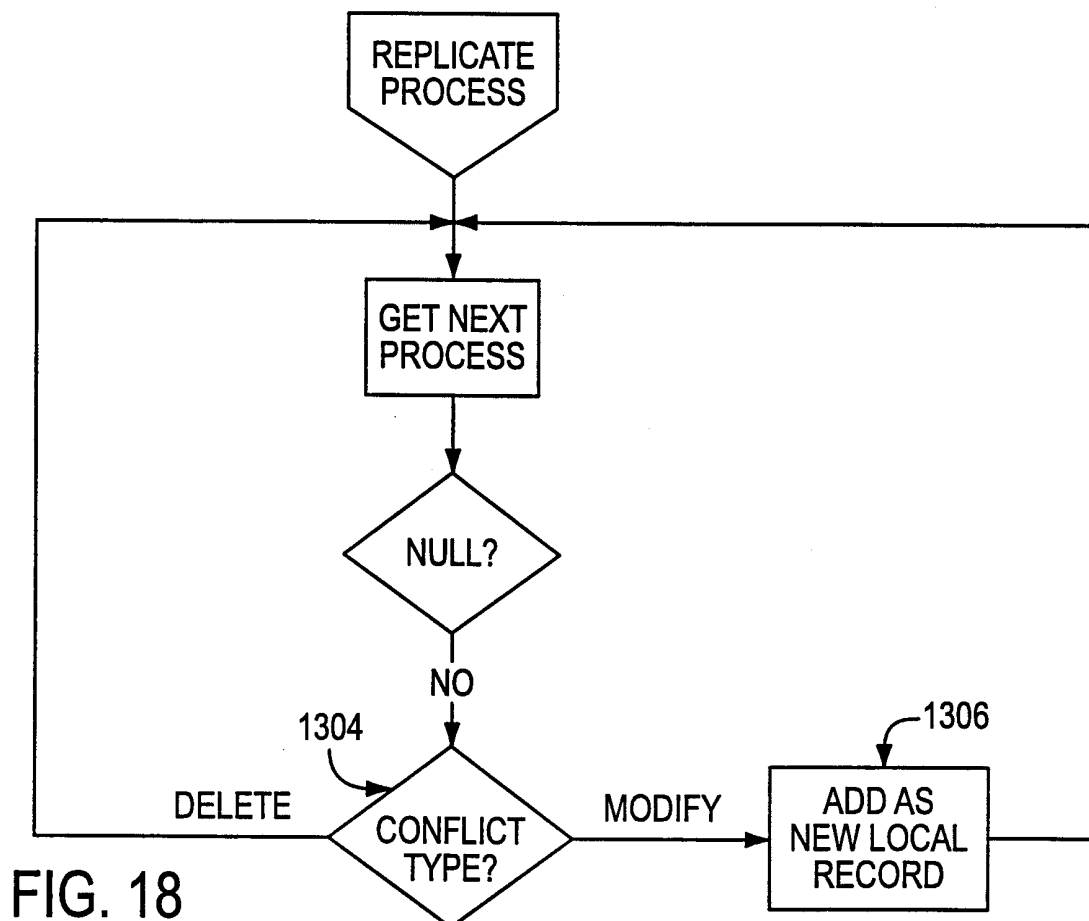 REPLICATE
PROCESS
GET NEXT
PROCESS
NULL?
NO
1304
1306
DELETE
CONFLICT
TYPE?
MODIFY
ADD AS
NEW LOCAL
RECORD
FIG. 18